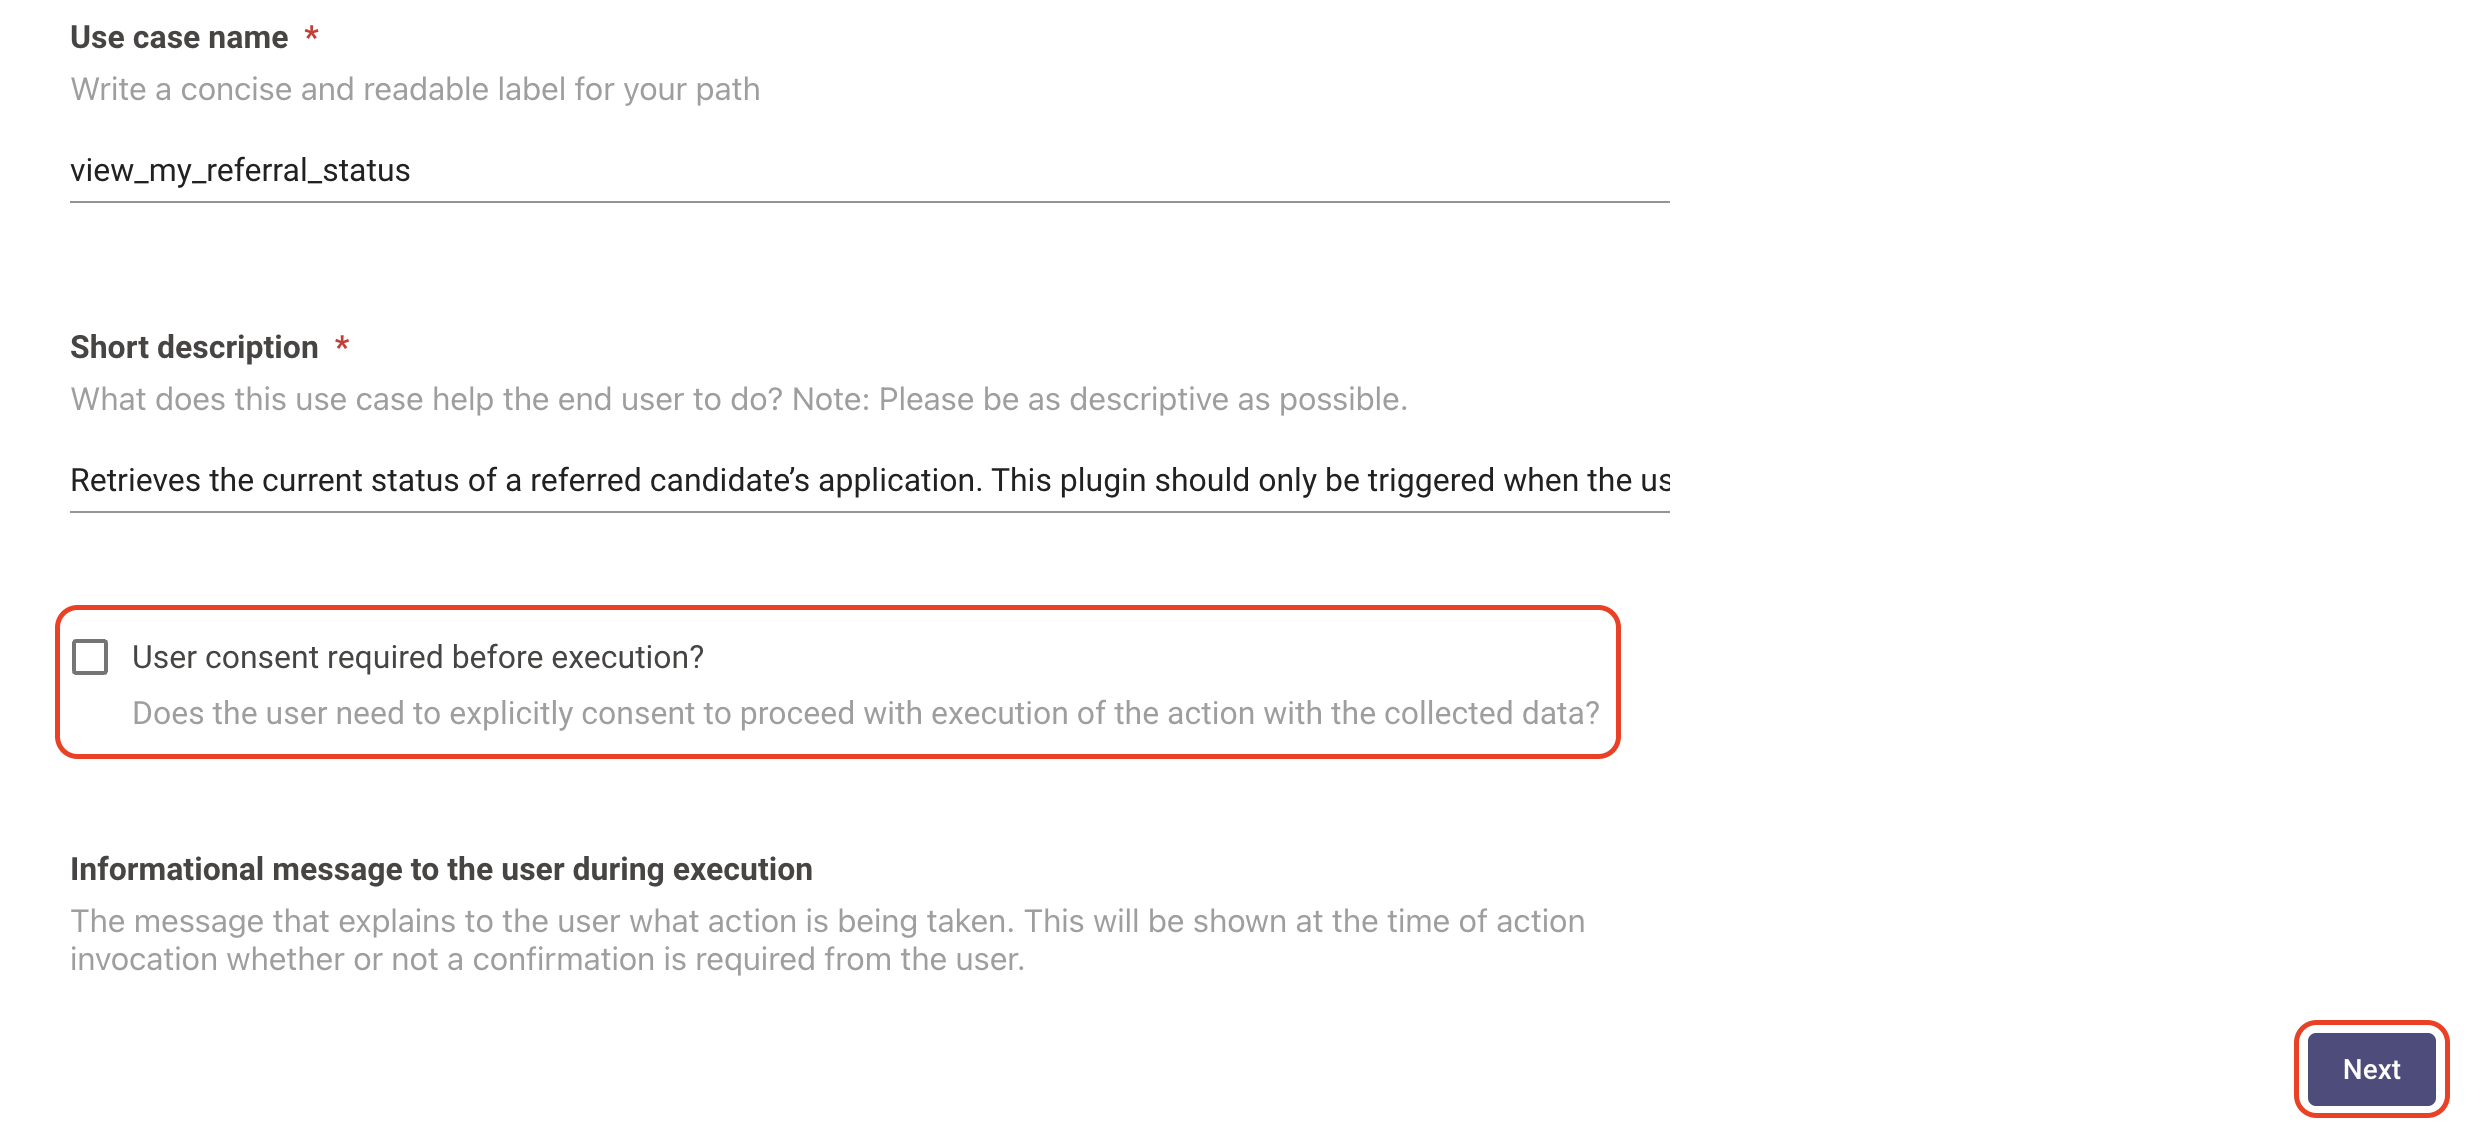 Use case name *
Write a concise and readable label for your path
view_my_referral_status
Short description *
What does this use case help the end user to do? Note: Please be as descriptive as possible.
Retrieves the current status of a referred candidate’s application. This plugin should only be triggered when the us
User consent required before execution?
Does the user need to explicitly consent to proceed with execution of the action with the collected data?
Informational message to the user during execution
The message that explains to the user what action is being taken. This will be shown at the time of action
invocation whether or not a confirmation is required from the user.
Next